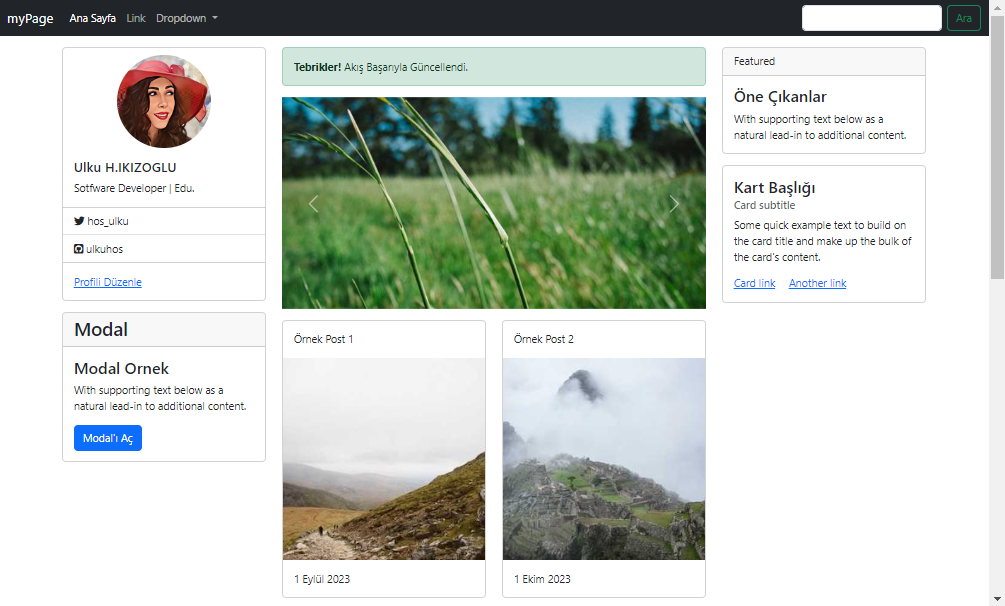 myPage Ana Sayfa Link Dropdown Ara
Ulku H.IKIZOGLU
Sotfware Developer | Edu.
hos_ulku
ulkuhos
Profili Düzenle
Modal
Modal Ornek
With supporting text below as a
natural lead-in to additional content.
Modal'ı Aç
Tebrikler! Akış Başarıyla Güncellendi.
Örnek Post 1
1 Eylül 2023
Örnek Post 2
1 Ekim 2023
Featured
Öne Çıkanlar
With supporting text below as a
natural lead-in to additional content.
Kart Başlığı
Card subtitle
Some quick example text to build on
the card title and make up the bulk of
the card's content.
Card link Another link